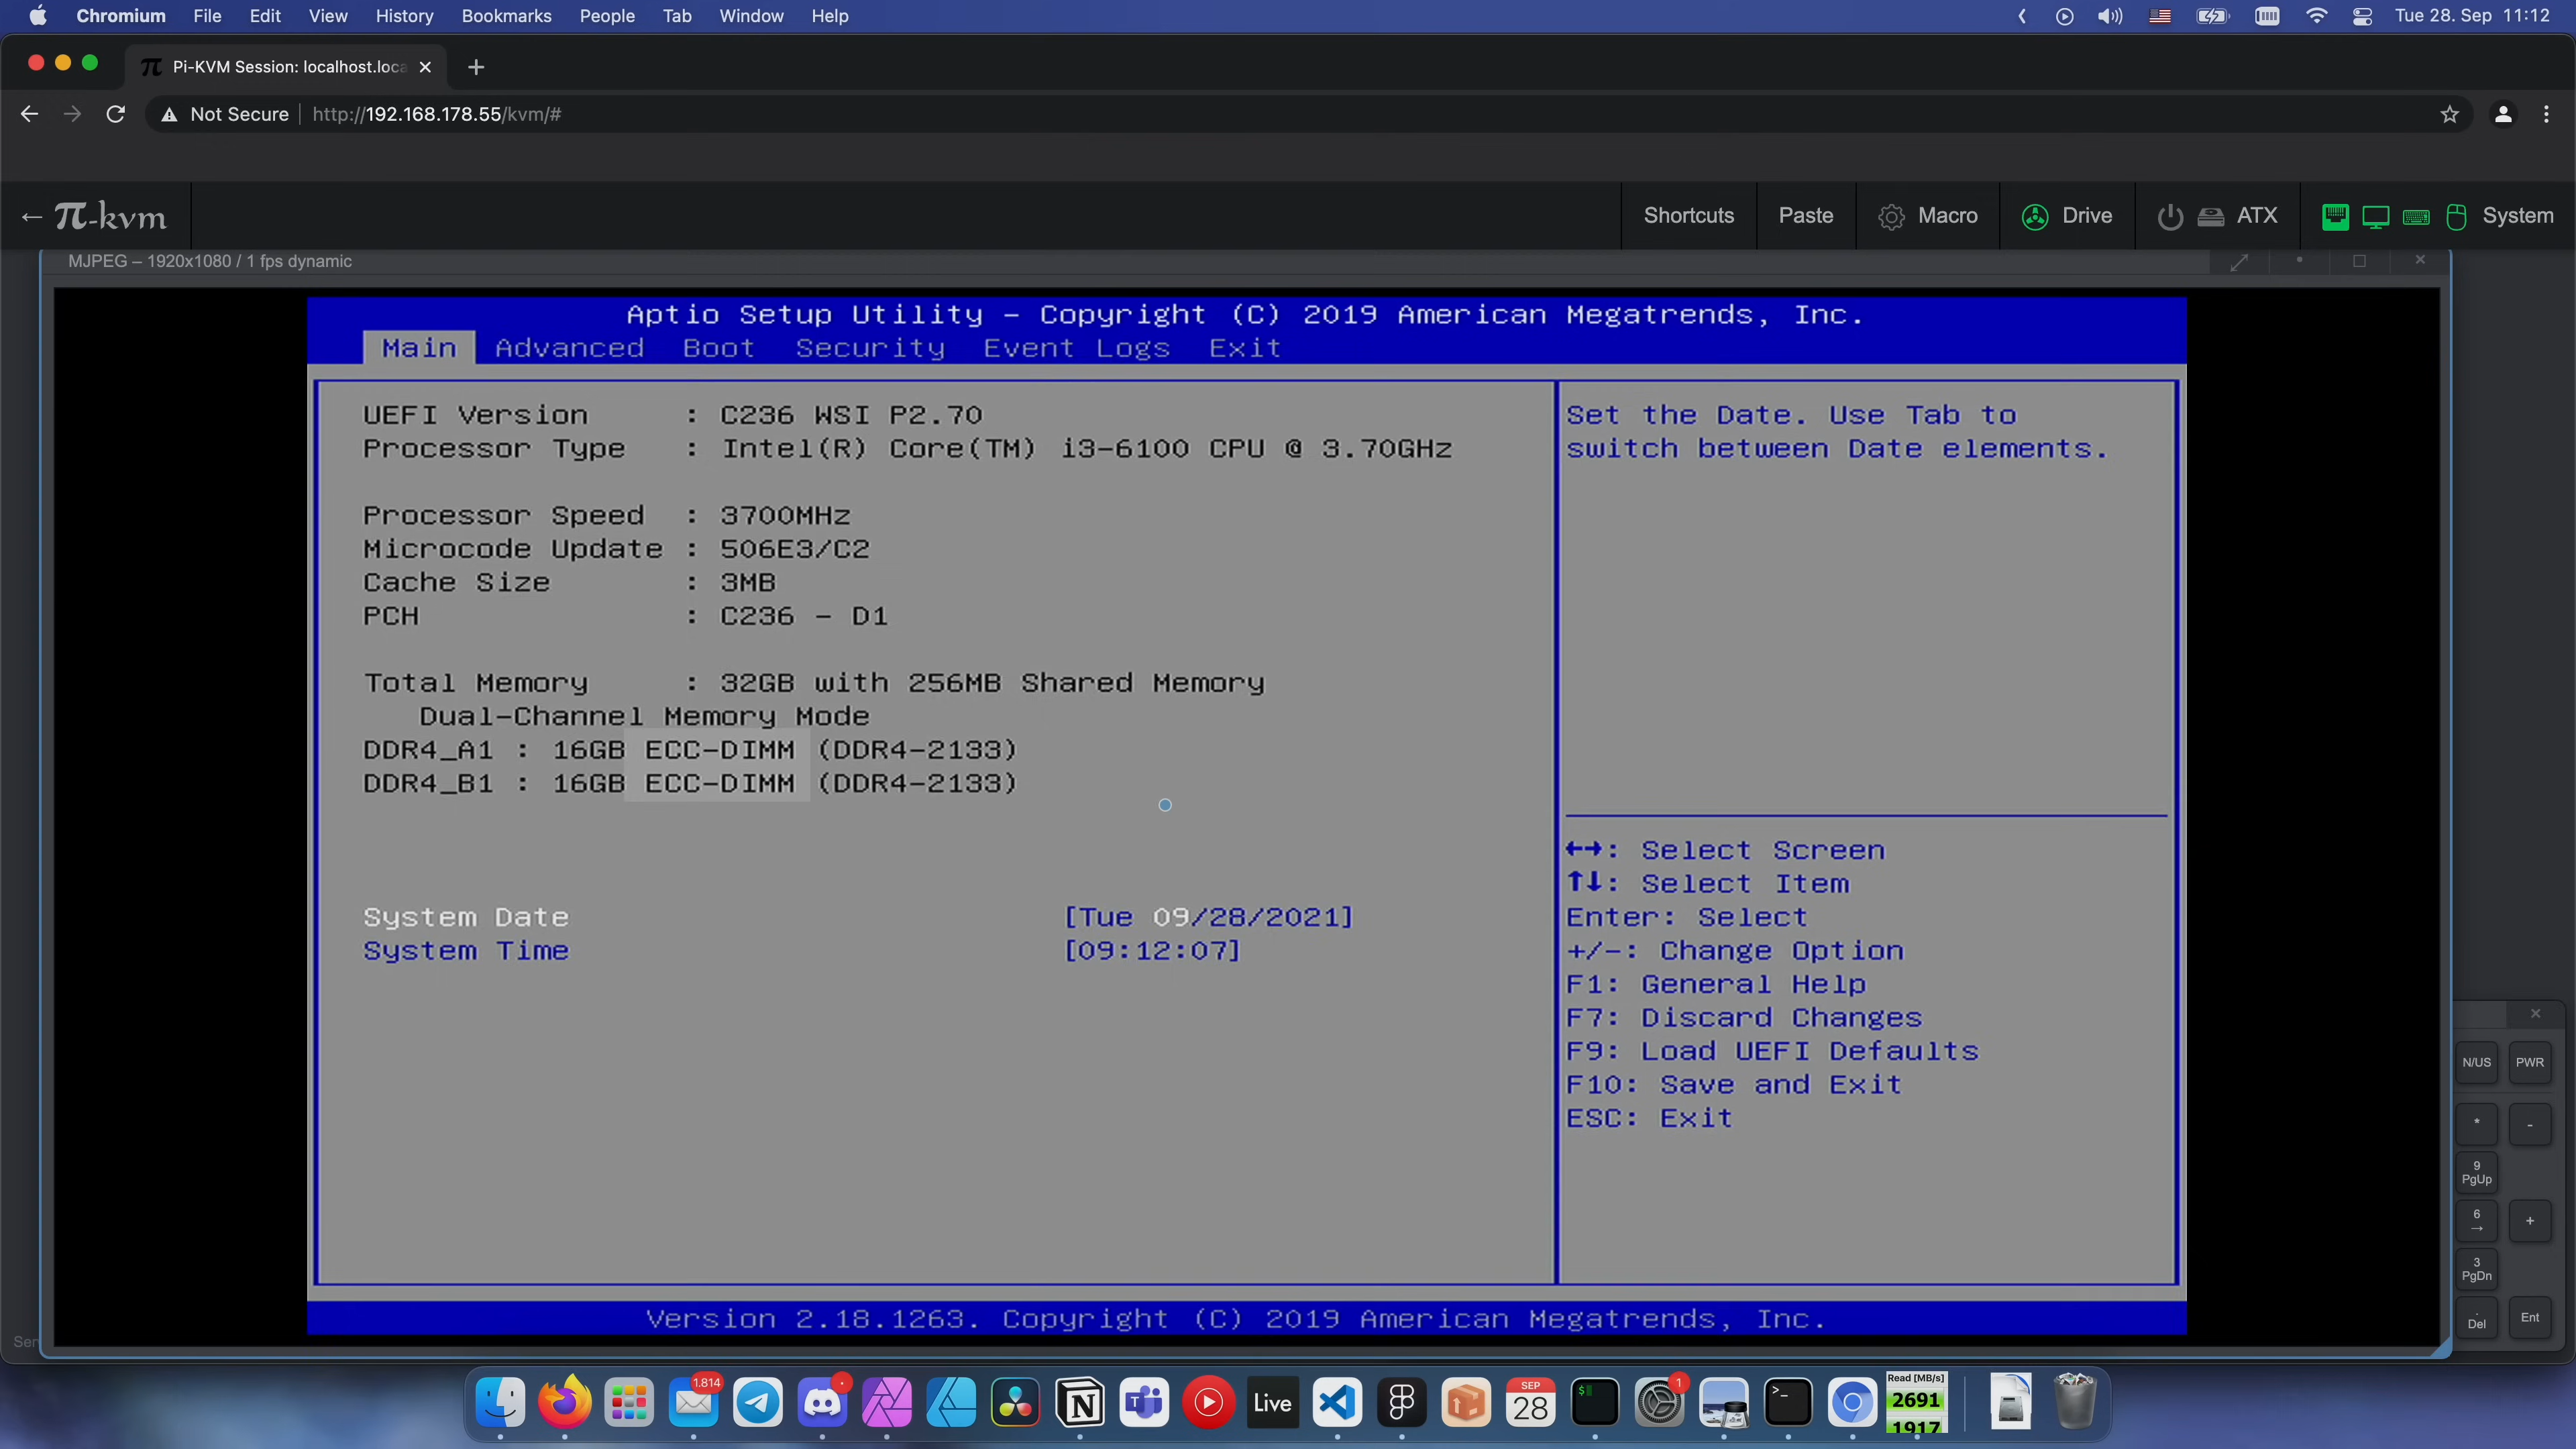 Chromium File Edit View History Bookmarks People Tab Window Help Tue 28. Sep 11:12
Pi-KVM Session: localhost.loca
Not Secure http://192.168.178.55/kvm/#
← π-kvm Shortcuts Paste Macro Drive ATX System
MJPEG – 1920x1080 / 1 fps dynamic
Aptio Setup Utility – Copyright (C) 2019 American Megatrends, Inc.
Main Advanced Boot Security Event Logs Exit
UEFI Version : C236 WSI P2.70
Processor Type : Intel(R) Core(TM) i3-6100 CPU @ 3.70GHz
Processor Speed : 3700MHz
Microcode Update : 506E3/C2
Cache Size : 3MB
PCH : C236 – D1
Total Memory : 32GB with 256MB Shared Memory
Dual-Channel Memory Mode
DDR4_A1 : 16GB ECC-DIMM (DDR4-2133)
DDR4_B1 : 16GB ECC-DIMM (DDR4-2133)
System Date [Tue 09/28/2021]
System Time [09:12:07]
Set the Date. Use Tab to
switch between Date elements.
↔: Select Screen
↑↓: Select Item
Enter: Select
+/-: Change Option
F1: General Help
F7: Discard Changes
F9: Load UEFI Defaults
F10: Save and Exit
ESC: Exit
Version 2.18.1263. Copyright (C) 2019 American Megatrends, Inc.
N/US PWR
* -
9
PgUp
6
→
+
3
PgDn
.
Del
Ent
Ser
1.814
Live
SEP
28
$
1
>_
Read [MB/s]
2691
1917